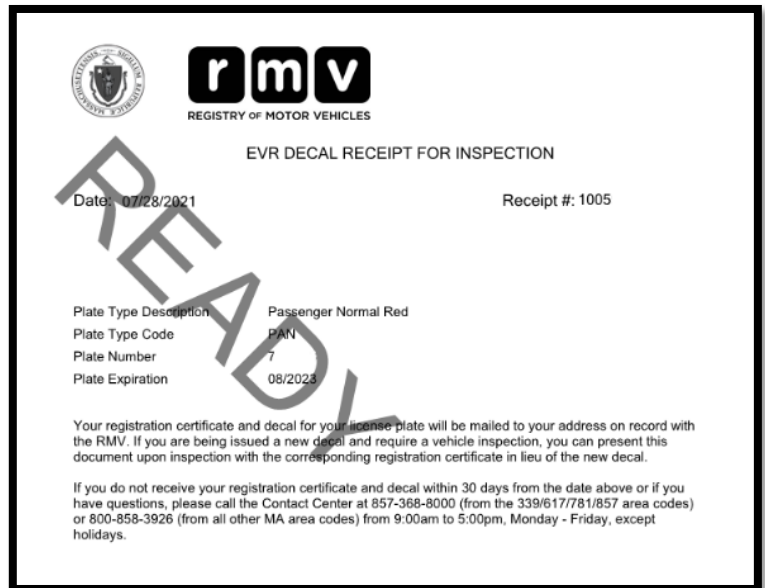 MASSACHUSETTENSIS SIGILLUM REIPUBLICÆ
rmv
REGISTRY OF MOTOR VEHICLES
EVR DECAL RECEIPT FOR INSPECTION
Date: 07/28/2021 Receipt #: 1005
READY
Plate Type Description Passenger Normal Red
Plate Type Code PAN
Plate Number 7
Plate Expiration 08/2023
Your registration certificate and decal for your license plate will be mailed to your address on record with
the RMV. If you are being issued a new decal and require a vehicle inspection, you can present this
document upon inspection with the corresponding registration certificate in lieu of the new decal.
If you do not receive your registration certificate and decal within 30 days from the date above or if you
have questions, please call the Contact Center at 857-368-8000 (from the 339/617/781/857 area codes)
or 800-858-3926 (from all other MA area codes) from 9:00am to 5:00pm, Monday - Friday, except
holidays.